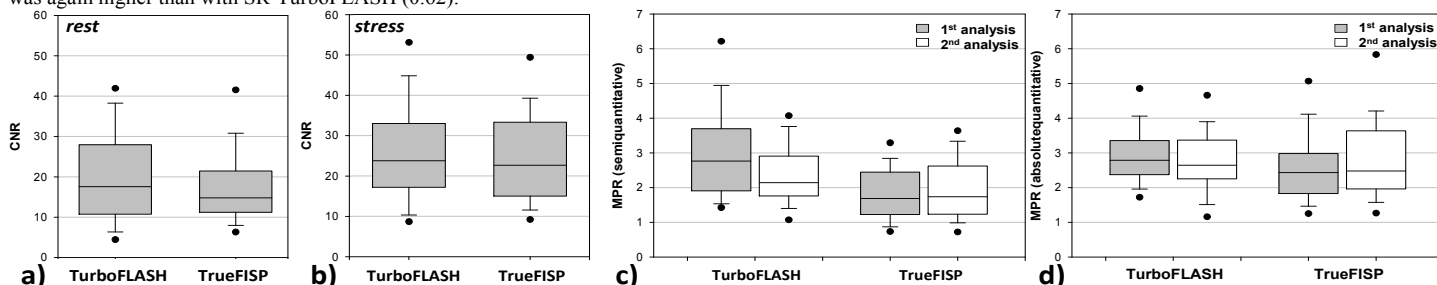 was again higher than with SR-TurboFLASH (0.62).
rest
CNR
60
50
40
30
20
10
0
TurboFLASH TrueFISP
a)
stress
CNR
60
50
40
30
20
10
0
TurboFLASH TrueFISP
b)
1st analysis
2nd analysis
MPR (semiquantitative)
7
6
5
4
3
2
1
0
TurboFLASH TrueFISP
c)
1st analysis
2nd analysis
MPR (absolutequantitative)
7
6
5
4
3
2
1
0
TurboFLASH TrueFISP
d)